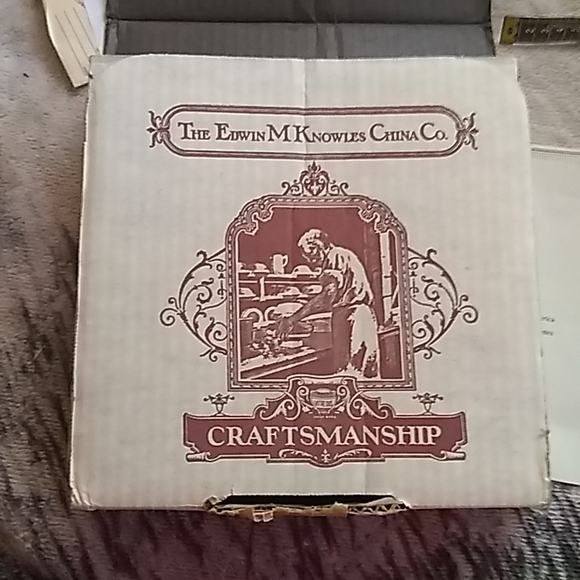 THE EDWIN M. KNOWLES CHINA CO.
CRAFTSMANSHIP